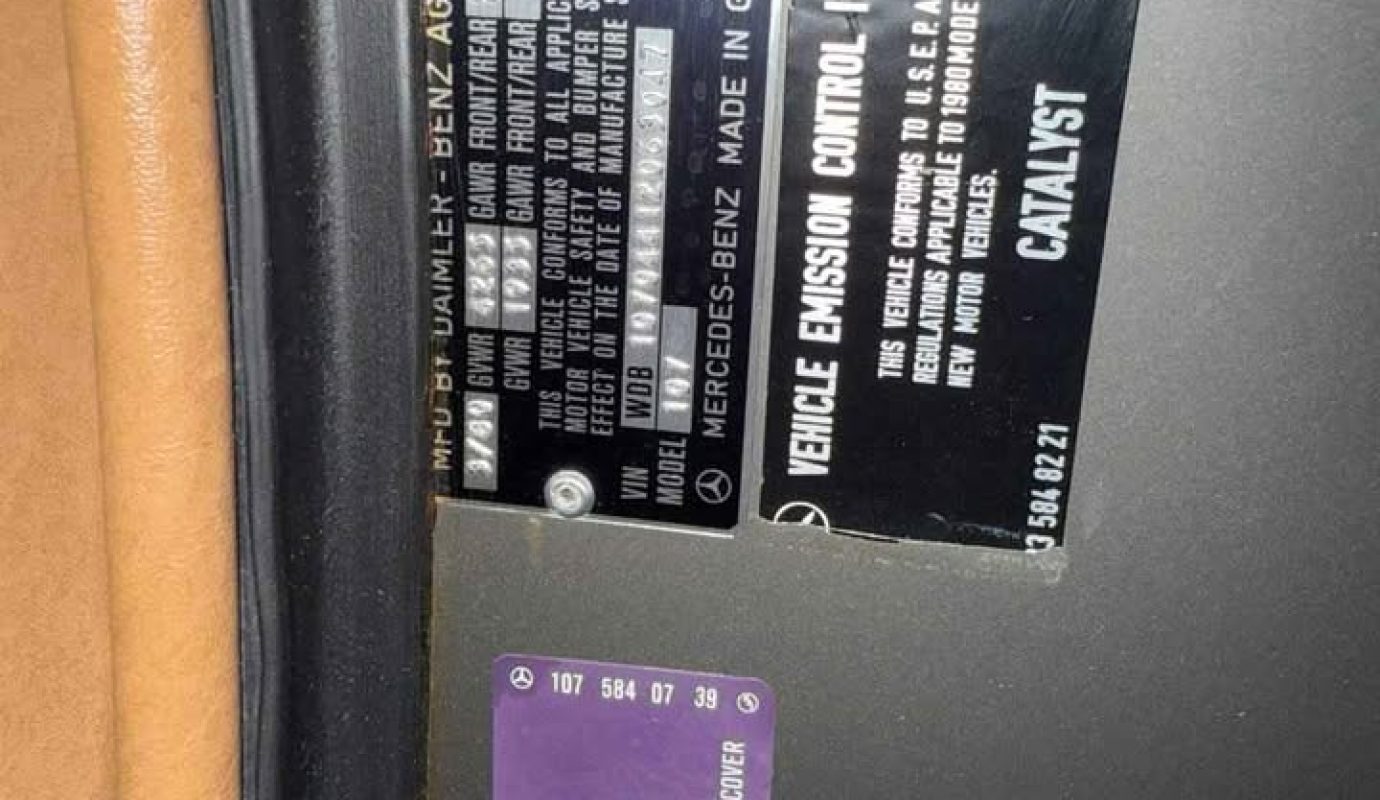 MFD BY DAIMLER - BENZ AG
3/80 GVWR 4255 GAWR FRONT/REAR
GVWR 1935 GAWR FRONT/REAR
THIS VEHICLE CONFORMS TO ALL APPLIC
MOTOR VEHICLE SAFETY AND BUMPER S
EFFECT ON THE DATE OF MANUFACTURE S
VIN WDB
MODEL 107
MERCEDES-BENZ MADE IN G
VEHICLE EMISSION CONTROL I
THIS VEHICLE CONFORMS TO U.S.E.P.A
REGULATIONS APPLICABLE TO 1980 MODE
NEW MOTOR VEHICLES.
CATALYST
3 584 82 21
107 584 07 39
COVER